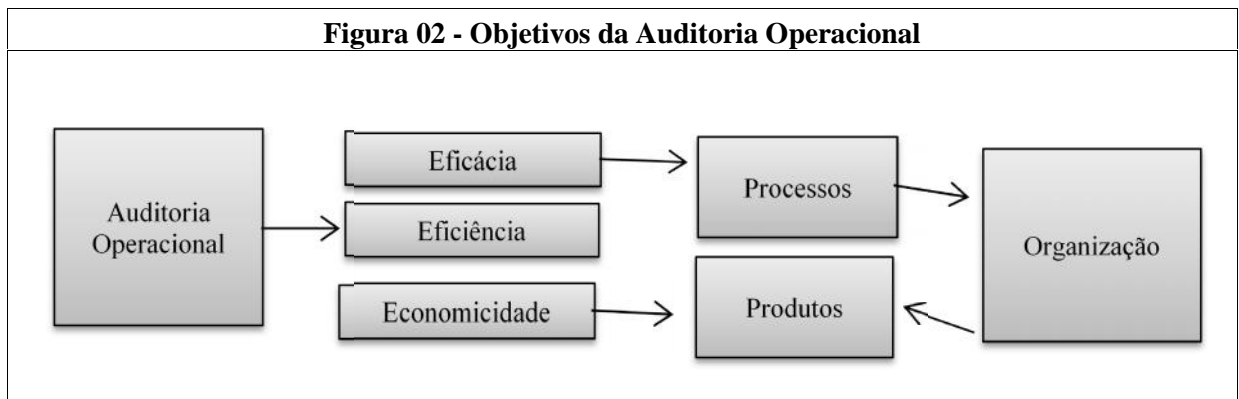 Figura 02 - Objetivos da Auditoria Operacional
Auditoria
Operacional
Eficácia
Eficiência
Economicidade
Processos
Produtos
Organização